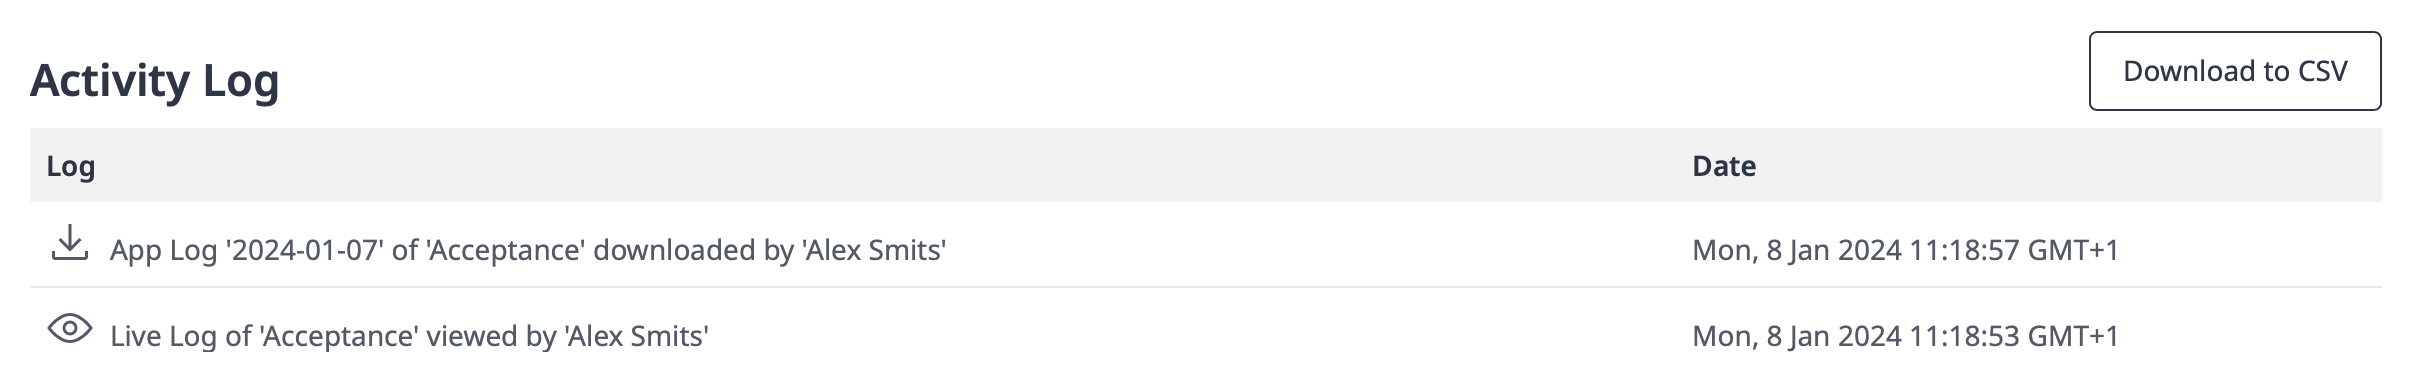 Activity Log
Download to CSV
Log Date
App Log '2024-01-07' of 'Acceptance' downloaded by 'Alex Smits' Mon, 8 Jan 2024 11:18:57 GMT+1
Live Log of 'Acceptance' viewed by 'Alex Smits' Mon, 8 Jan 2024 11:18:53 GMT+1